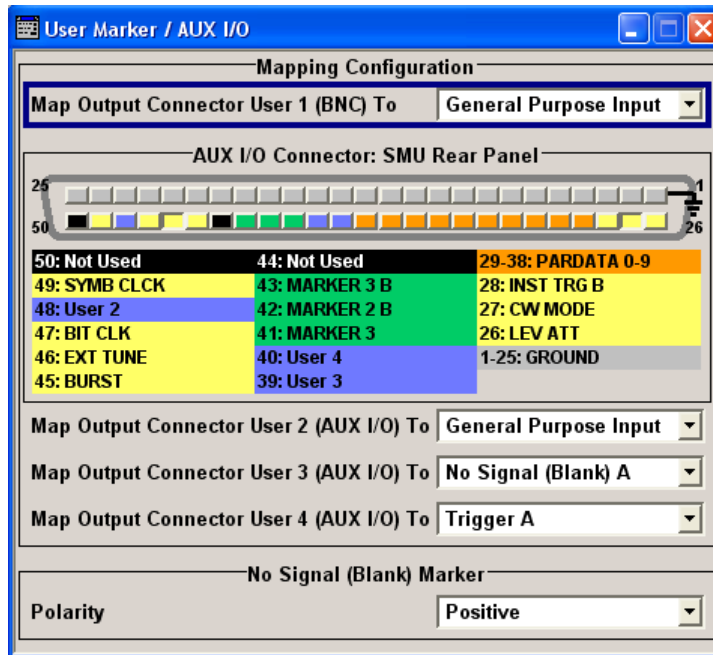 User Marker / AUX I/O
Mapping Configuration
Map Output Connector User 1 (BNC) To General Purpose Input
AUX I/O Connector: SMU Rear Panel
25 1
50 26
50: Not Used 44: Not Used 29-38: PARDATA 0-9
49: SYMB CLCK 43: MARKER 3 B 28: INST TRG B
48: User 2 42: MARKER 2 B 27: CW MODE
47: BIT CLK 41: MARKER 3 26: LEV ATT
46: EXT TUNE 40: User 4 1-25: GROUND
45: BURST 39: User 3
Map Output Connector User 2 (AUX I/O) To General Purpose Input
Map Output Connector User 3 (AUX I/O) To No Signal (Blank) A
Map Output Connector User 4 (AUX I/O) To Trigger A
No Signal (Blank) Marker
Polarity Positive